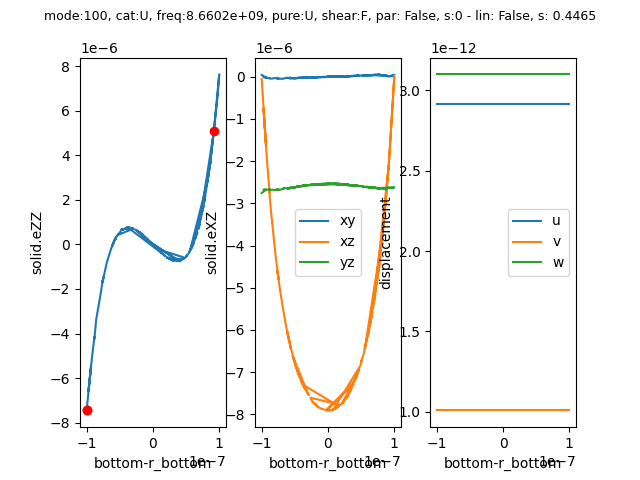 mode:100, cat:U, freq:8.6602e+09, pure:U, shear:F, par: False, s:0 - lin: False, s: 0.4465
1e−6
8
6
4
2
0
−2
−4
−6
−8
solid.eZZ
−1
0
1
bottom-r_bottom
1e−7
1e−6
0
−1
−2
−3
−4
−5
−6
−7
−8
solid.eXZ
xy
xz
yz
−1
0
1
bottom-r_bottom
1e−7
1e−12
3.0
2.5
2.0
1.5
1.0
displacement
u
v
w
−1
0
1
bottom-r_bottom
1e−7